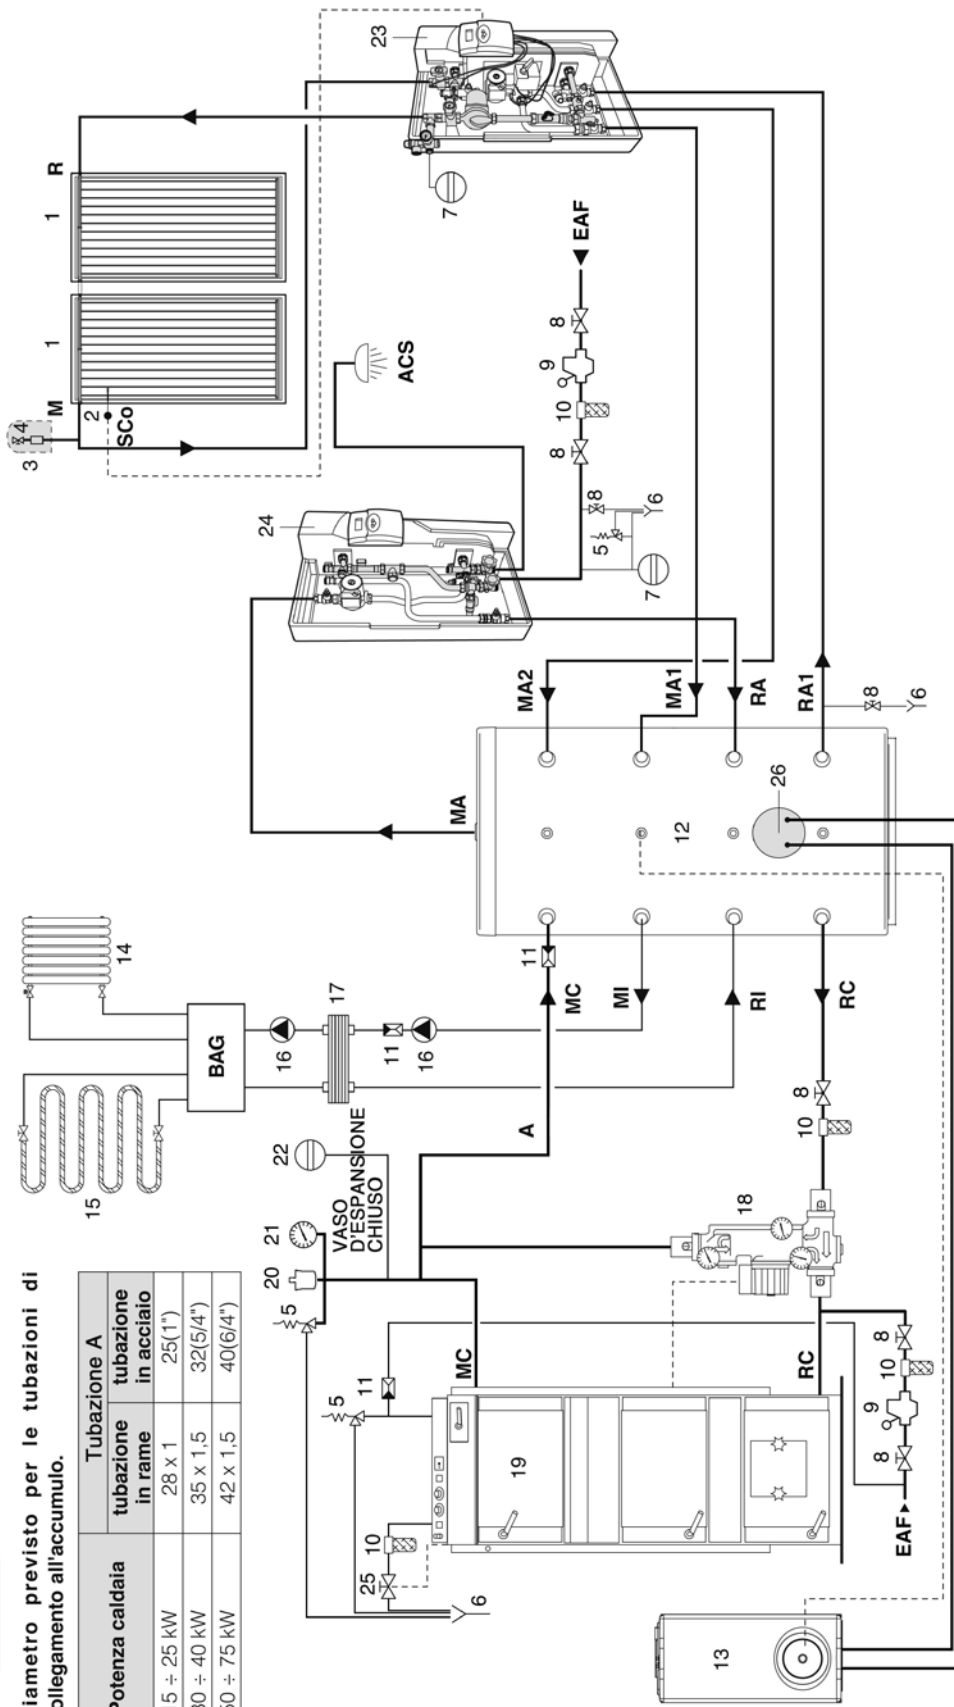 iametro previsto per le tubazioni di
ollegamento all'accumulo.
Potenza caldaia
Tubazione A
tubazione
in rame
tubazione
in acciaio
15 ÷ 25 kW 28 x 1 25(1")
30 ÷ 40 kW 35 x 1,5 32(5/4")
50 ÷ 75 kW 42 x 1,5 40(6/4")
15
14
BAG
16
17
11
16
3
4
M
2
SCo
1
1
R
23
24
7
ACS
8
10
9
8
EAF
5
8
6
7
5
20
21
22
VASO
D'ESPANSIONE
CHIUSO
A
MC
MI
RI
RC
11
MA
MA2
MA1
RA
RA1
12
26
8
6
5
11
10
25
6
MC
RC
19
18
10
8
13
EAF
8
9
10
8